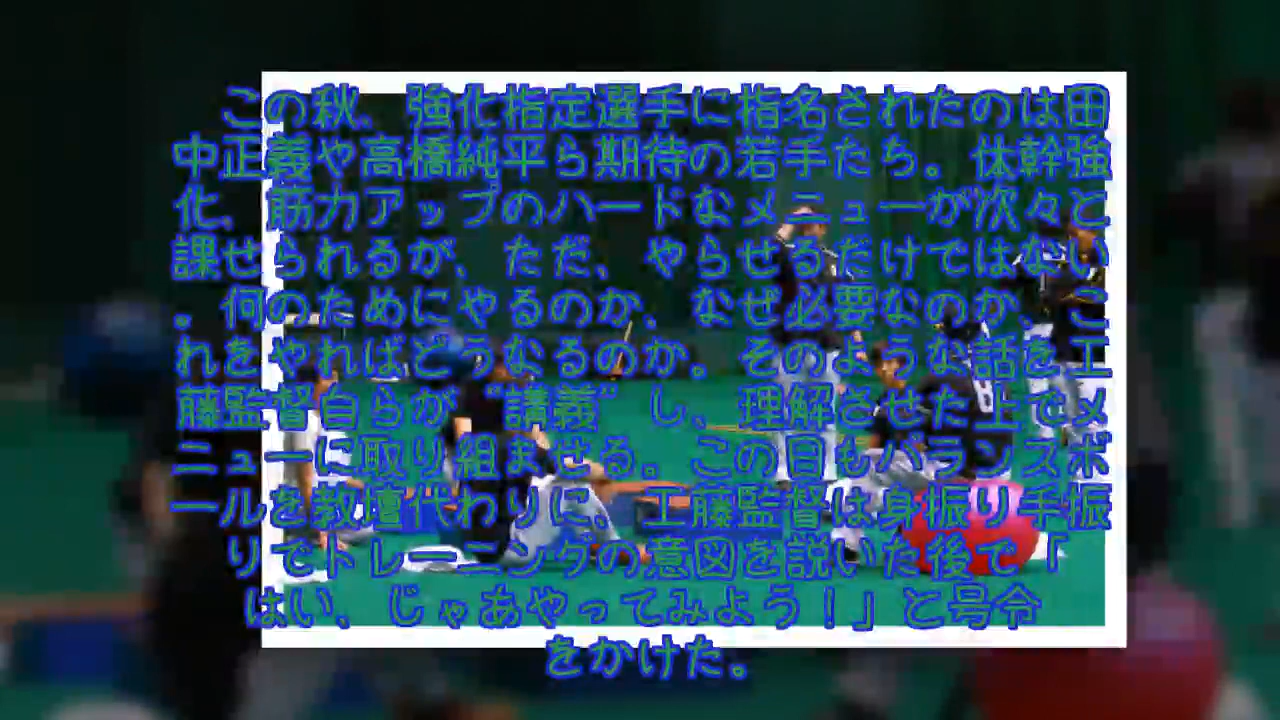 この秋、強化指定選手に指名されたのは田
中正義や高橋純平ら期待の若手たち。体幹強
化、筋力アップのハードなメニューが次々と
課せられるが、ただ、やらせるだけではない
。何のためにやるのか、なぜ必要なのか、こ
れをやればどうなるのか。そのような話を工
藤監督自らが“講義”し、理解させた上でメ
ニューに取り組ませる。この日もバランスボ
ールを教壇代わりに、工藤監督は身振り手振
りでトレーニングの意図を説いた後で「
はい、じゃあやってみよう！」と号令
をかけた。